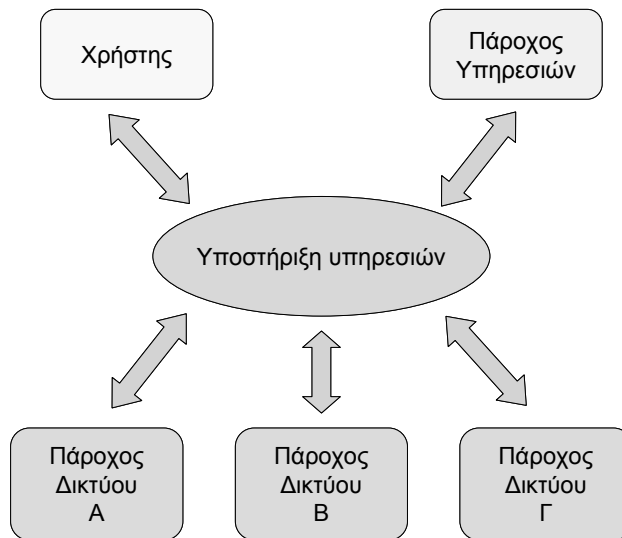 Χρήστης
Πάροχος
Υπηρεσιών
Υποστήριξη υπηρεσιών
Πάροχος
Δικτύου
Α
Πάροχος
Δικτύου
Β
Πάροχος
Δικτύου
Γ